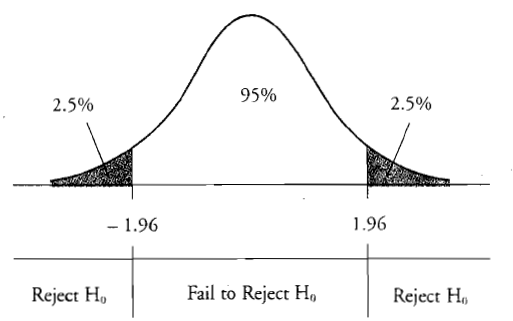 2.5%
95%
2.5%
– 1.96
1.96
Reject H₀
Fail to Reject H₀
Reject H₀